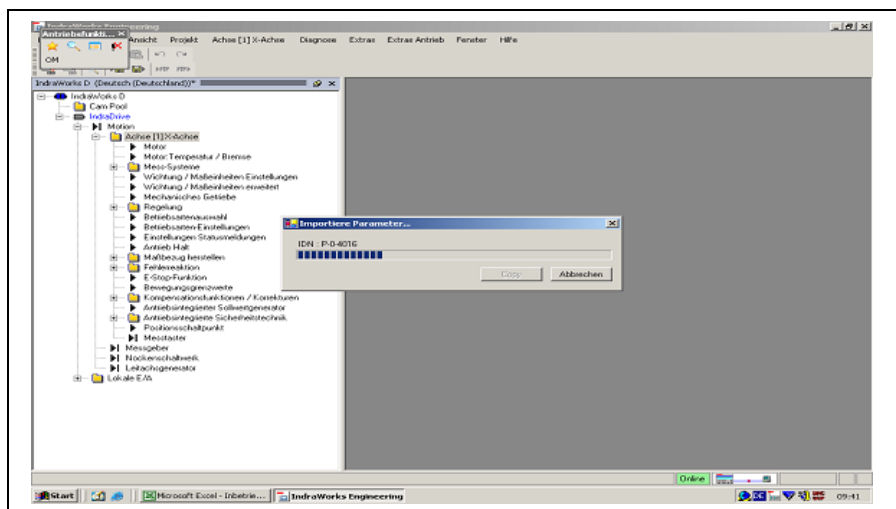 IndraWorks Engineering
Antriebsfunkti...
Ansicht Projekt Achse [1] X-Achse Diagnose Extras Extras Antrieb Fenster Hilfe
OM
IndraWorks D (Deutsch (Deutschland))*
IndraWorks D
Cam Pool
IndraDrive
Motion
Achse [1] X-Achse
Motor
Motor: Temperatur / Bremse
Mess-Systeme
Wichtung / Maßeinheiten Einstellungen
Wichtung / Maßeinheiten erweitert
Mechanisches Getriebe
Regelung
Betriebsartenauswahl
Betriebsarten-Einstellungen
Einstellungen Statusmeldungen
Antrieb Halt
Maßbezug herstellen
Fehlerreaktion
E-Stop-Funktion
Bewegungsgrenzwerte
Kompensationsfunktionen / Korrekturen
Antriebsintegrierter Sollwertgenerator
Antriebsintegrierte Sicherheitstechnik
Positionsschaltpunkt
Messtaster
Messgeber
Nockenschaltwerk
Leitachsgenerator
Lokale E/A
Importiere Parameter...
IDN : P-0-4016
Copy Abbrechen
Online
Start Microsoft Excel - Inbetrie... IndraWorks Engineering DE 09:41